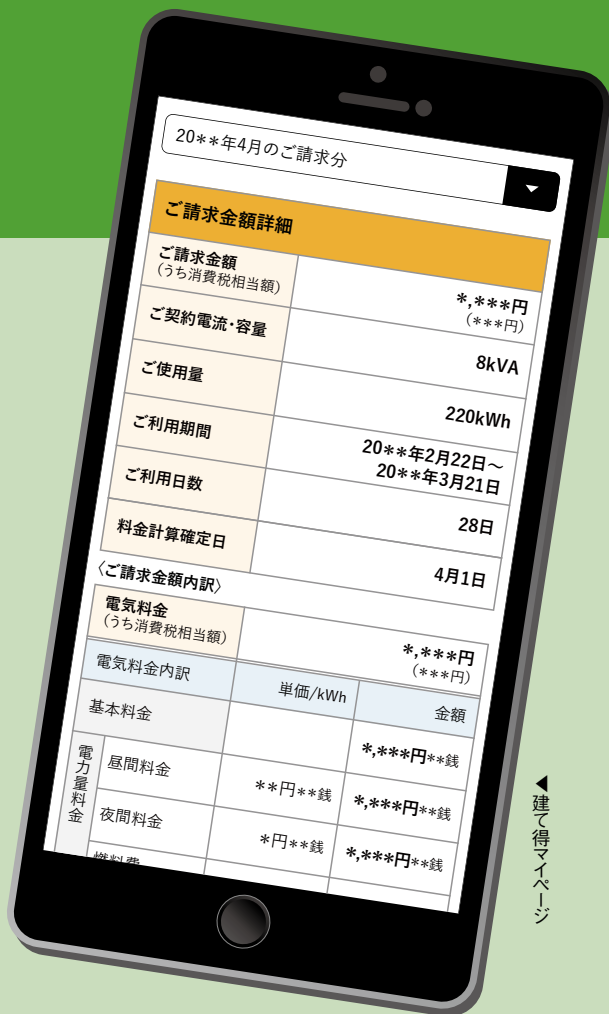 20**年4月のご請求分
ご請求金額詳細
ご請求金額
(うち消費税相当額)
*,***円
(***円)
ご契約電流・容量
8kVA
ご使用量
220kWh
ご利用期間
20**年2月22日～
20**年3月21日
ご利用日数
28日
料金計算確定日
4月1日
〈ご請求金額内訳〉
電気料金
(うち消費税相当額)
*,***円
(***円)
電気料金内訳
単価/kWh
金額
基本料金
*,***円**銭
電力量料金
昼間料金
**円**銭
*,***円**銭
夜間料金
*円**銭
*,***円**銭
燃料費
◀建て得マイページ